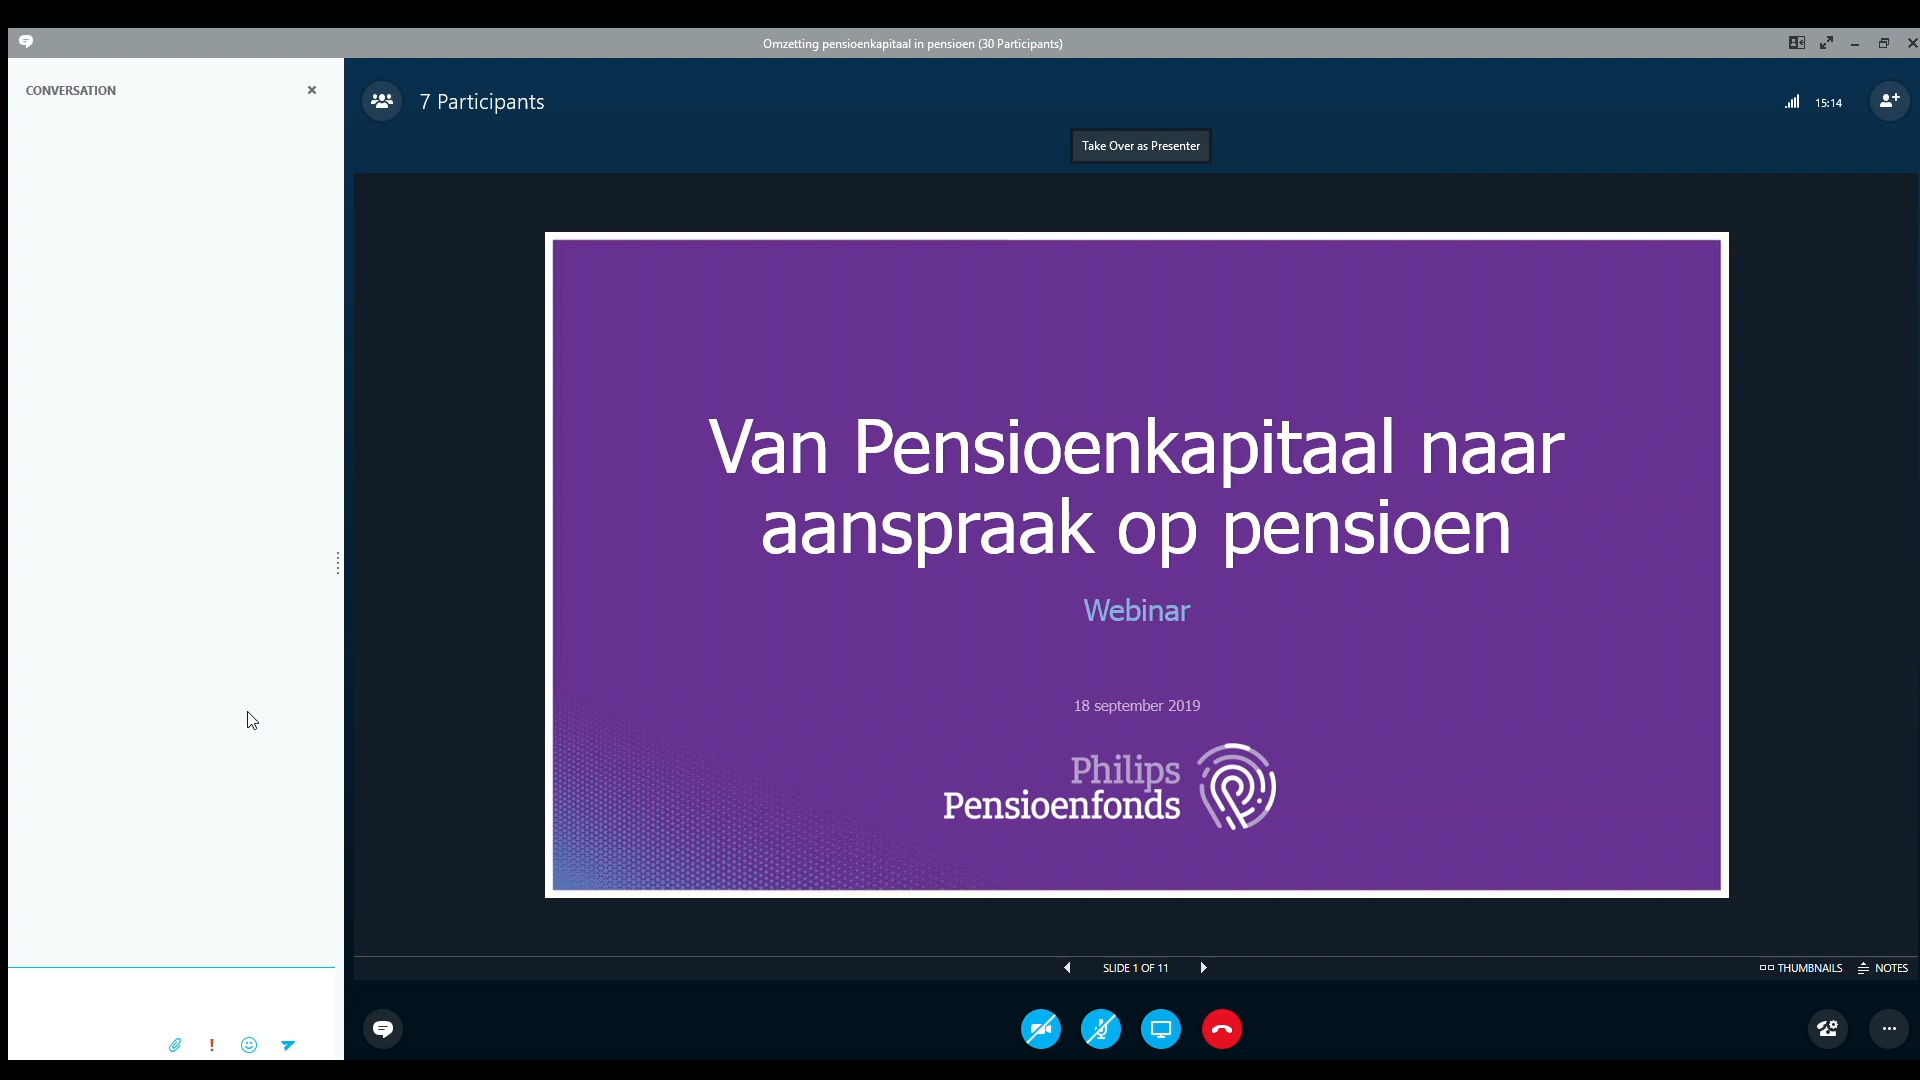 Omzetting pensioenkapitaal in pensioen (30 Participants)
CONVERSATION
7 Participants
15:14
Take Over as Presenter
Van Pensioenkapitaal naar
aanspraak op pensioen
Webinar
18 september 2019
Philips
Pensioenfonds
SLIDE 1 OF 11
THUMBNAILS
NOTES